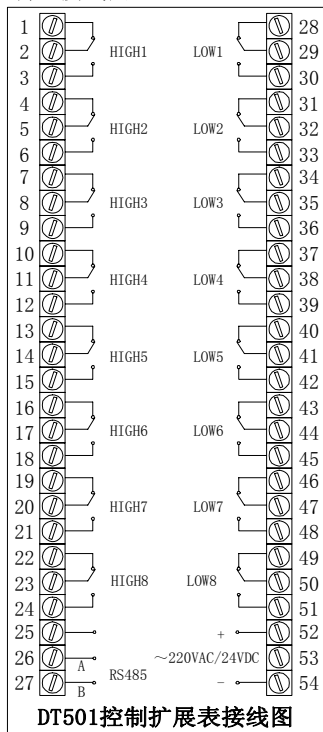 1 28
2 HIGH1 LOW1 29
3 30
4 31
5 HIGH2 LOW2 32
6 33
7 34
8 HIGH3 LOW3 35
9 36
10 37
11 HIGH4 LOW4 38
12 39
13 40
14 HIGH5 LOW5 41
15 42
16 43
17 HIGH6 LOW6 44
18 45
19 46
20 HIGH7 LOW7 47
21 48
22 49
23 HIGH8 LOW8 50
24 51
25 + 52
26 A ~220VAC/24VDC 53
27 B RS485 - 54
DT501控制扩展表接线图